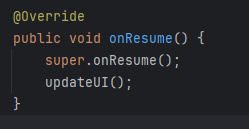 @Override
public void onResume() {
    super.onResume();
    updateUI();
}